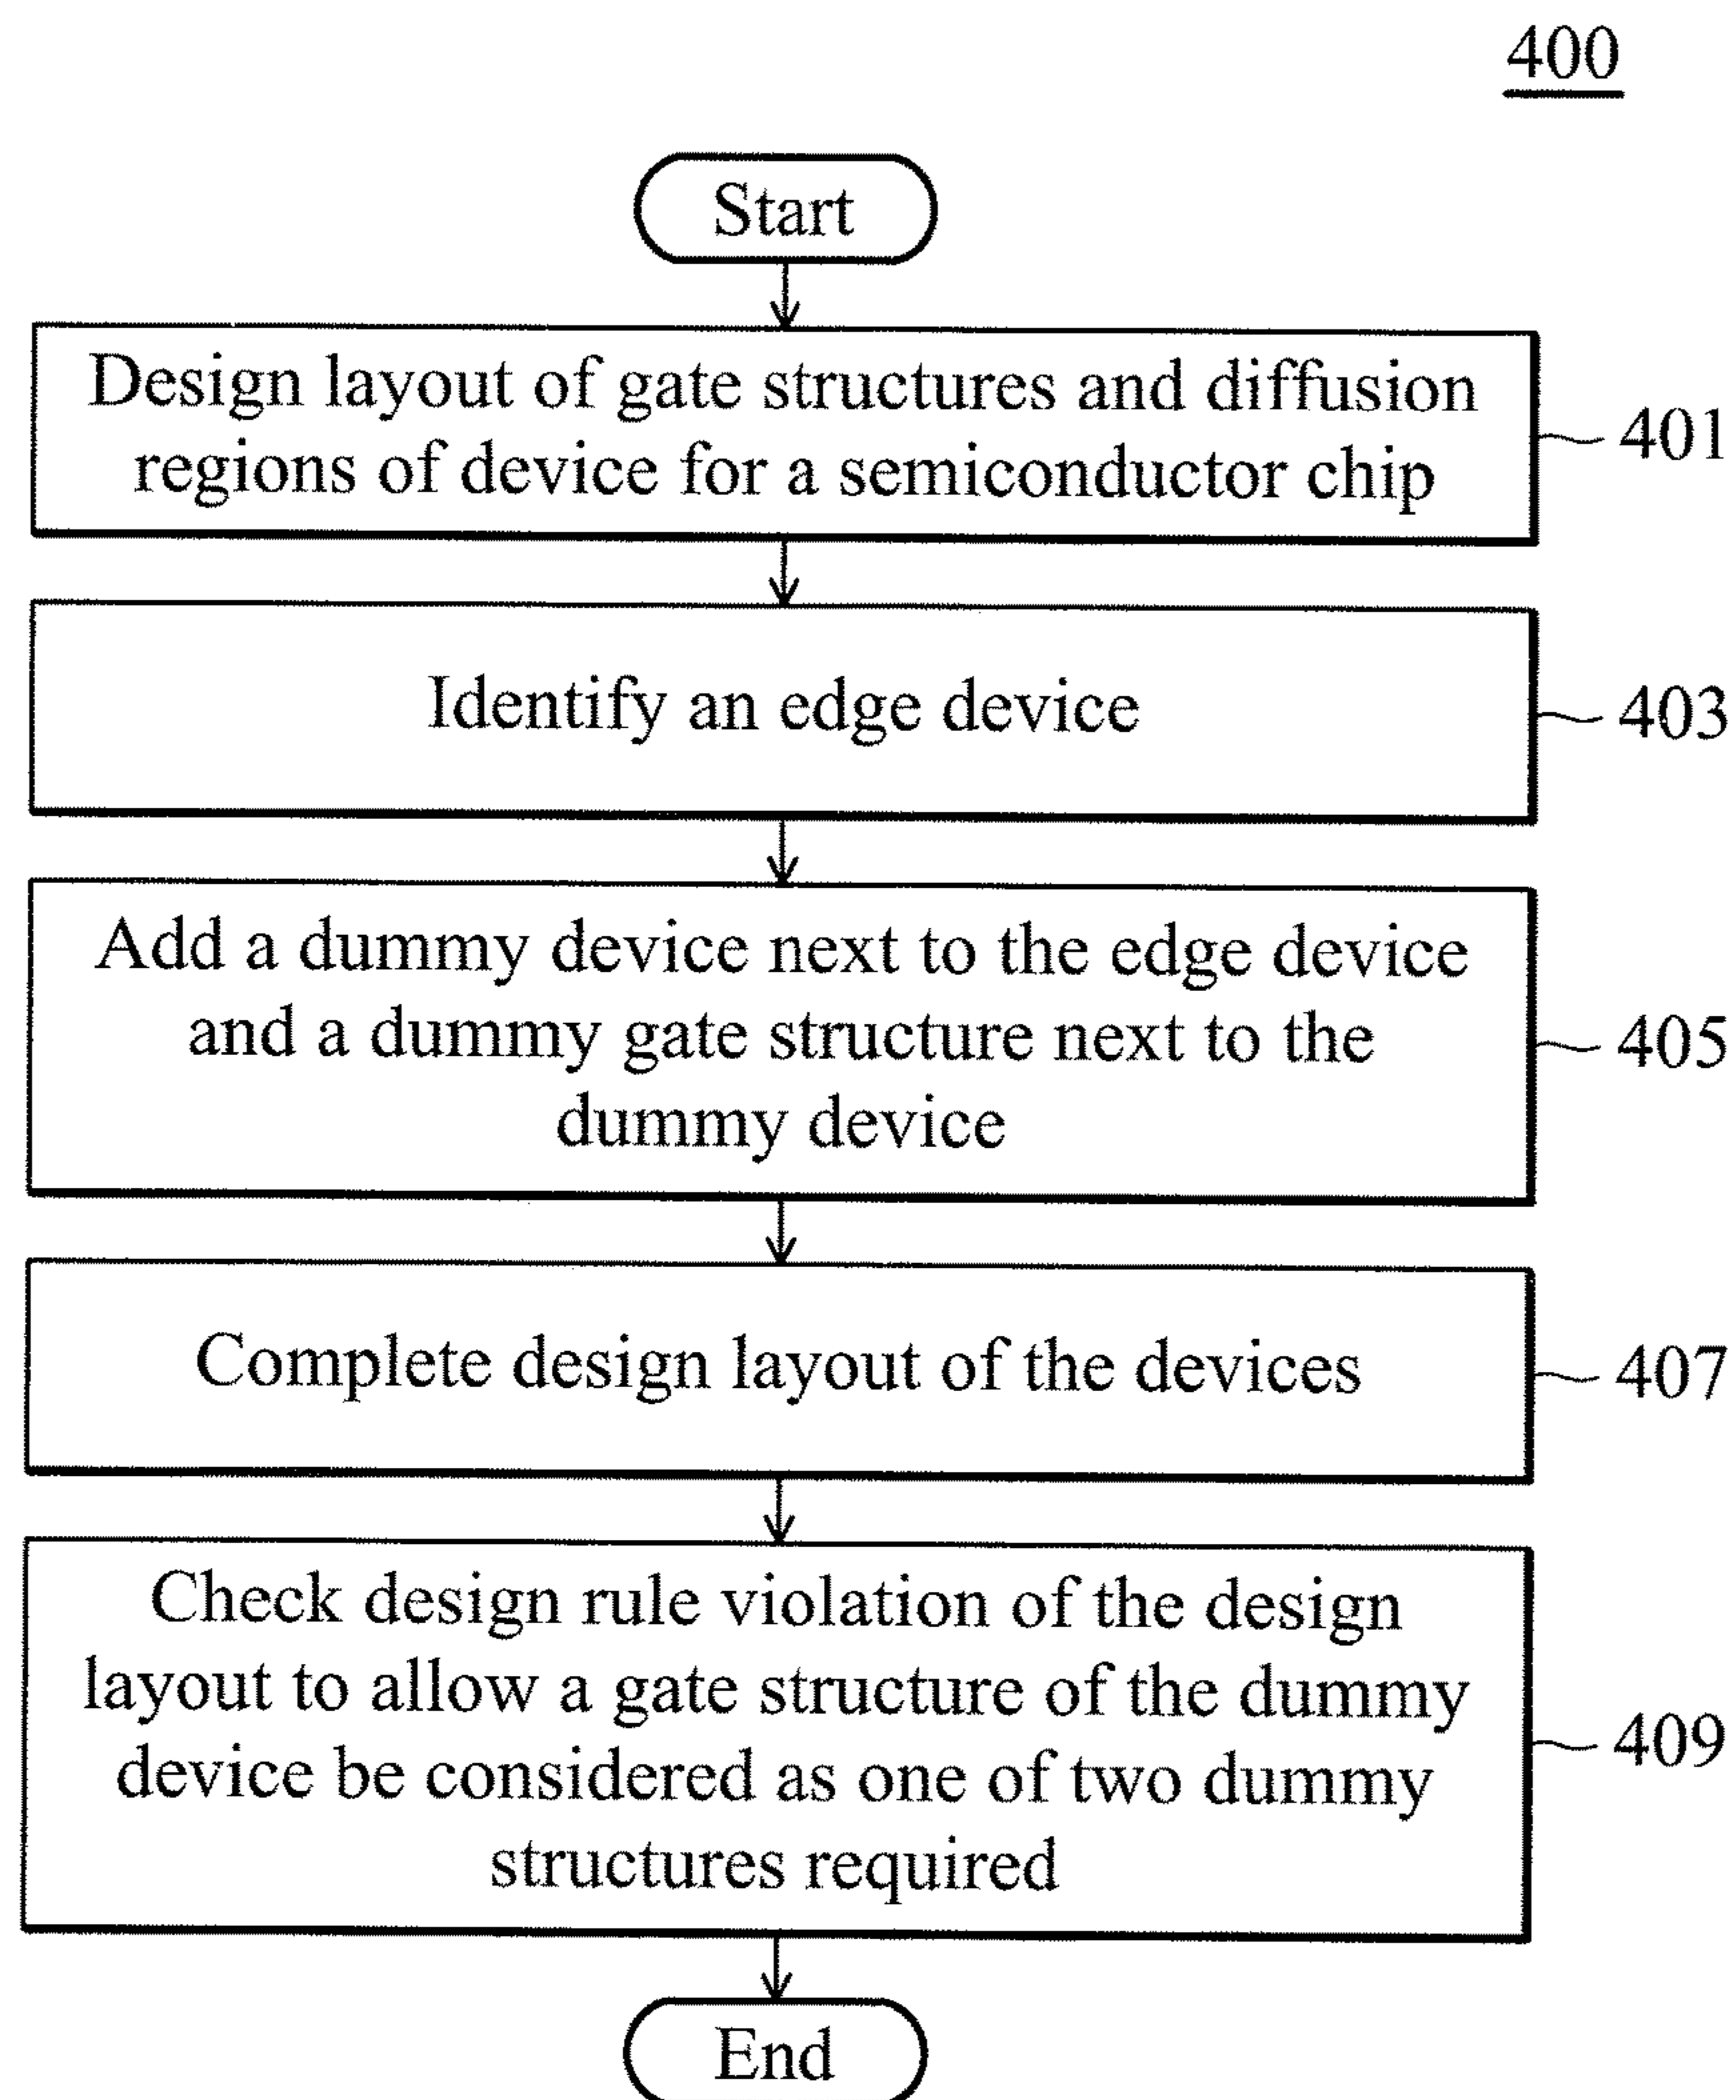 400
Start
Design layout of gate structures and diffusion
regions of device for a semiconductor chip
401
Identify an edge device
403
Add a dummy device next to the edge device
and a dummy gate structure next to the
dummy device
405
Complete design layout of the devices
407
Check design rule violation of the design
layout to allow a gate structure of the dummy
device be considered as one of two dummy
structures required
409
End